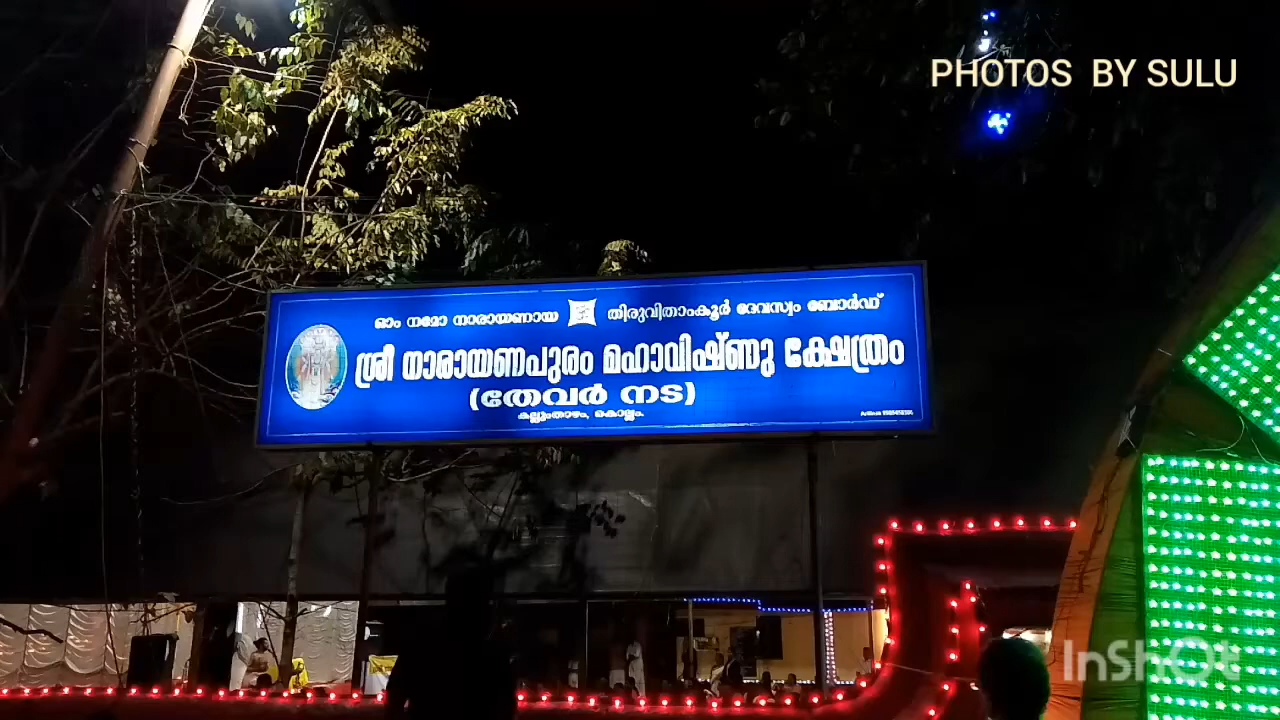 PHOTOS BY SULU
ഓം നമോ നാരായണായ തിരുവിതാംകൂർ ദേവസ്വം ബോർഡ്
ശ്രീ നാരായണപുരം മഹാവിഷ്ണു ക്ഷേത്രം
(തേവർ നട)
കല്ലുംതാഴം, കൊല്ലം.
InShOt